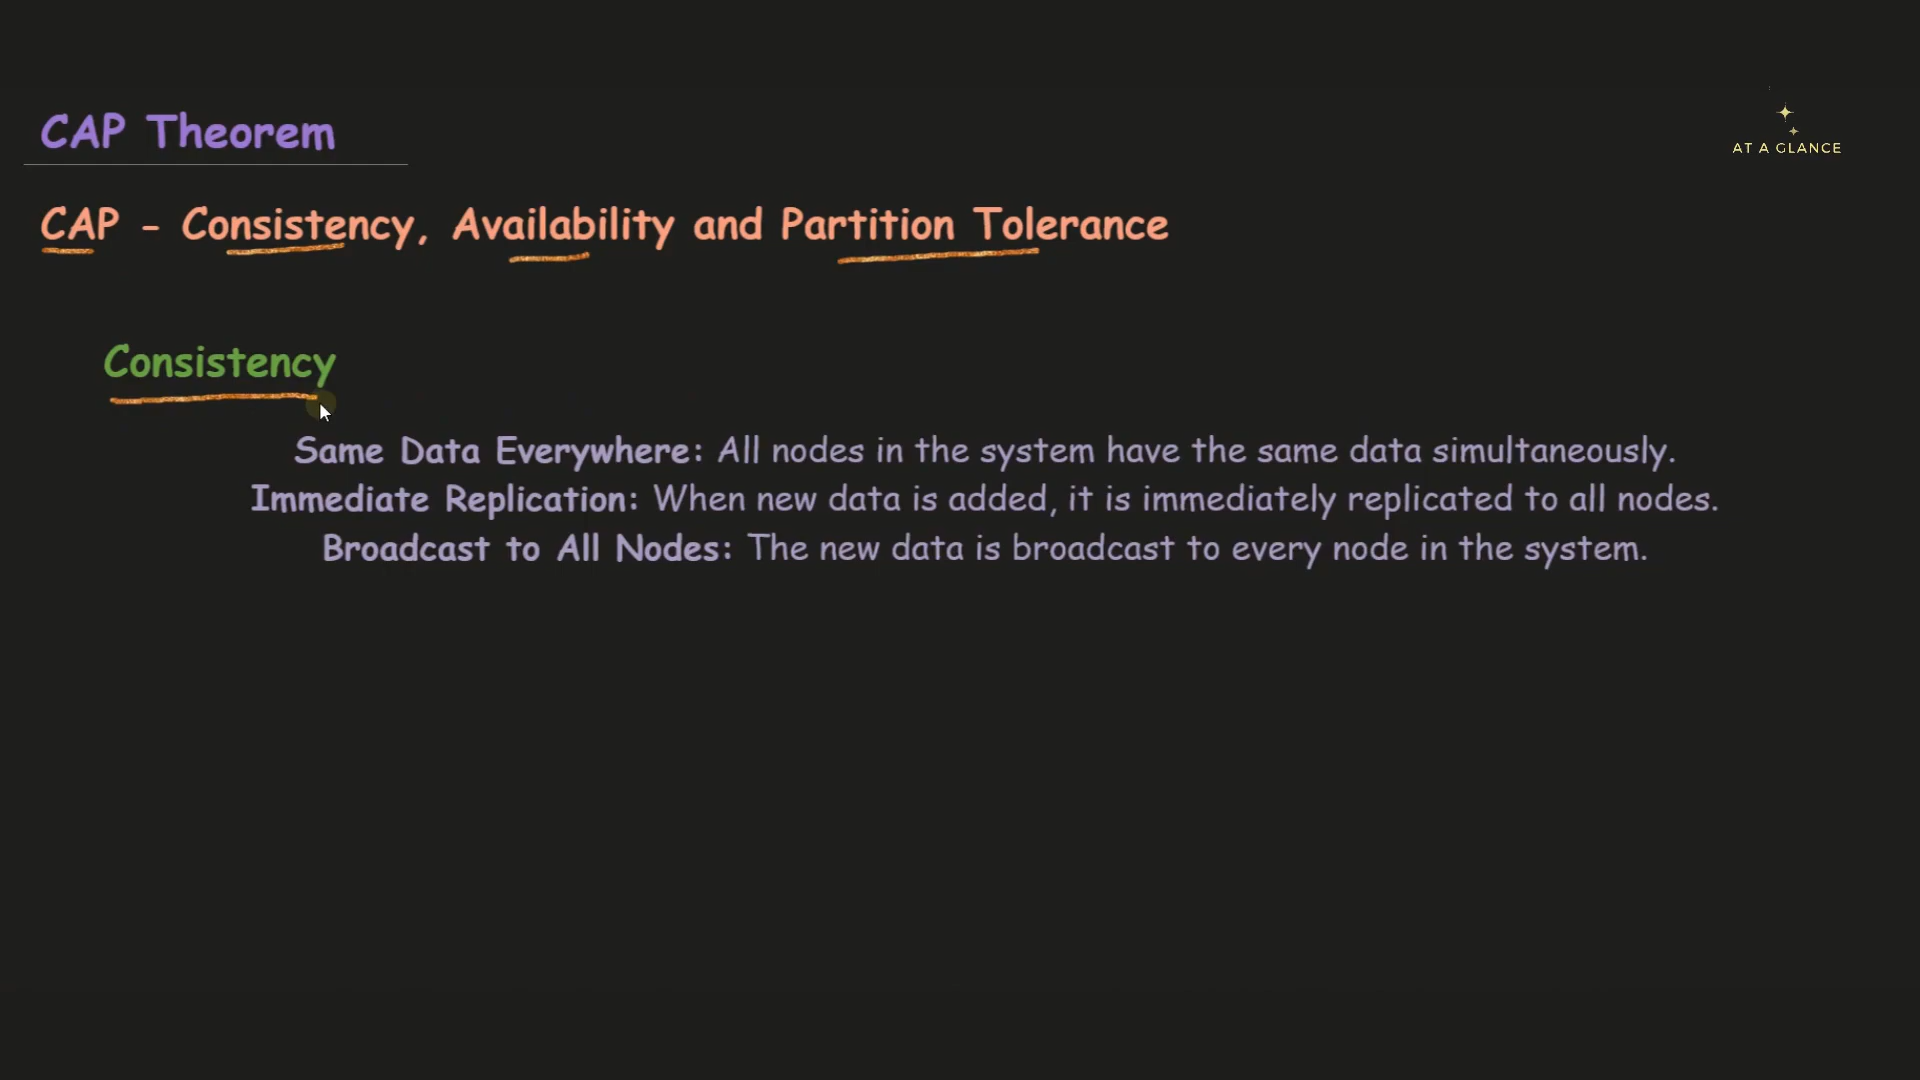 CAP Theorem
AT A GLANCE
CAP - Consistency, Availability and Partition Tolerance
Consistency
Same Data Everywhere: All nodes in the system have the same data simultaneously.
Immediate Replication: When new data is added, it is immediately replicated to all nodes.
Broadcast to All Nodes: The new data is broadcast to every node in the system.